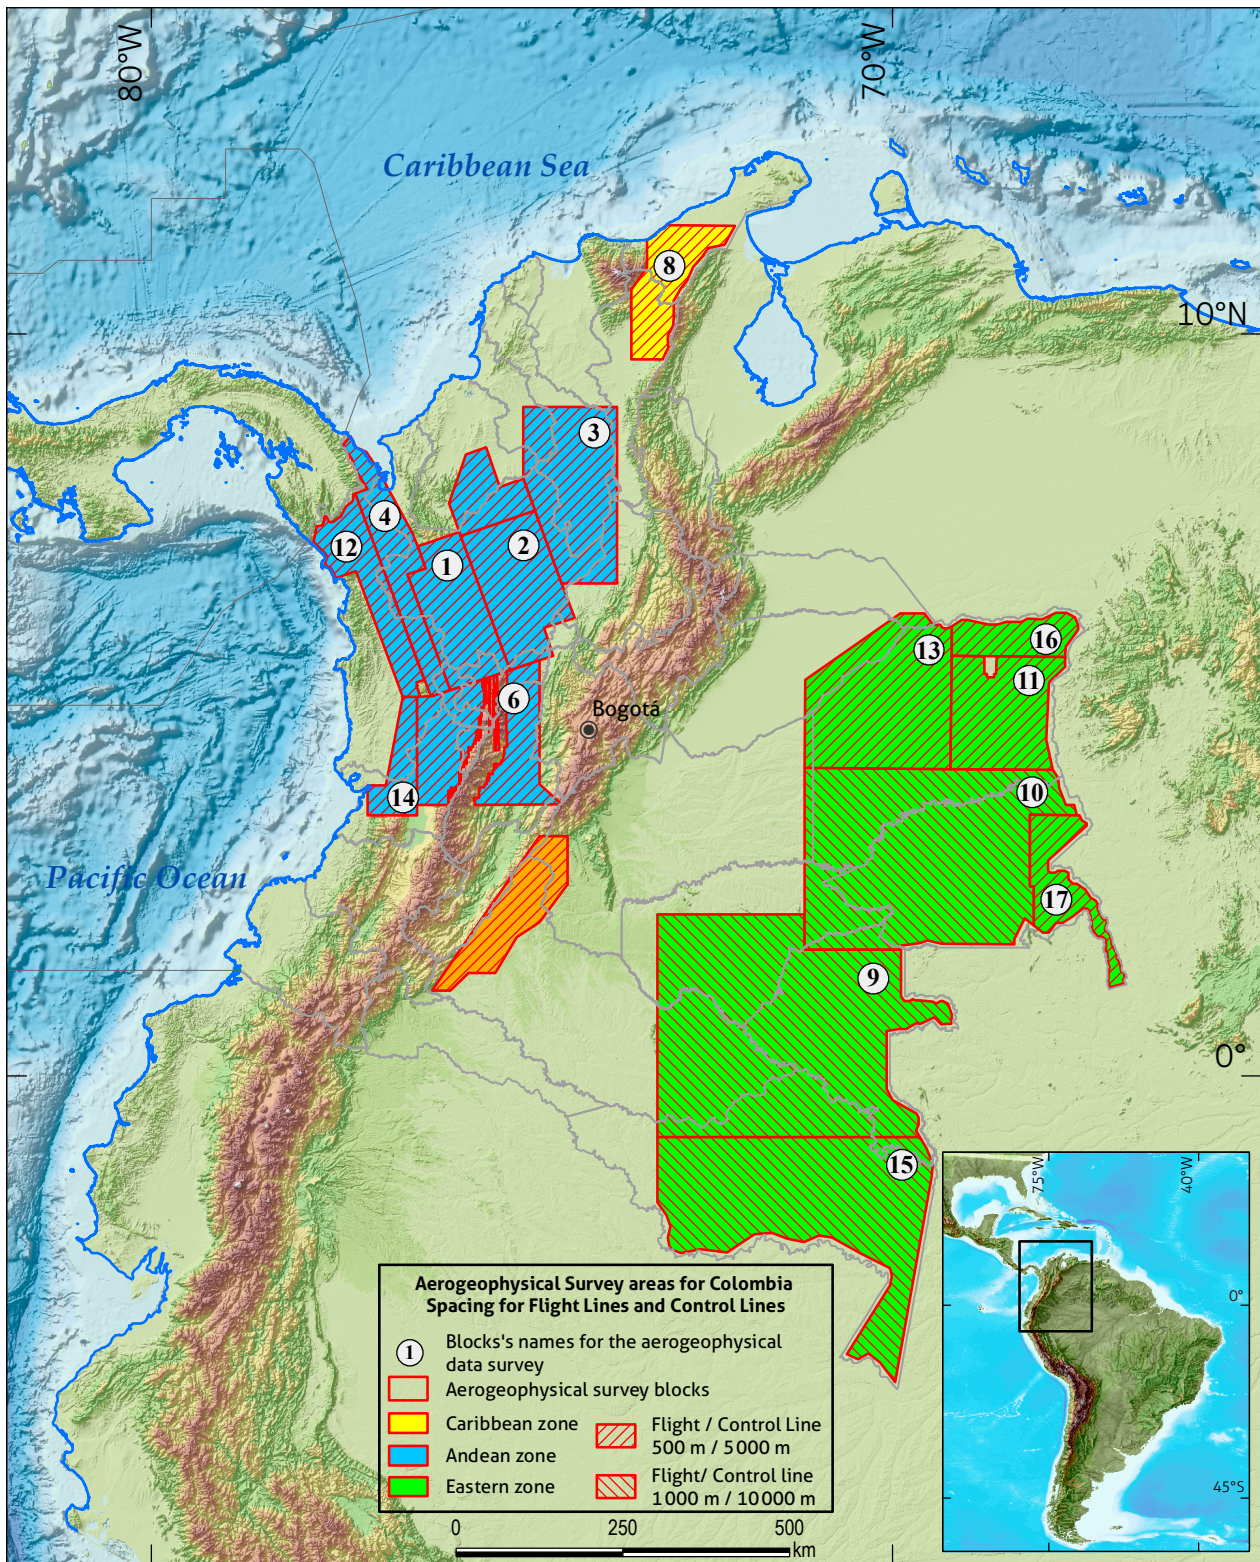 80°W
70°W
Caribbean Sea
8
10°N
3
4
12
1
2
13
16
11
6
Bogotá
14
10
Pacific Ocean
17
9
0°
15
Aerogeophysical Survey areas for Colombia
Spacing for Flight Lines and Control Lines
1
Blocks's names for the aerogeophysical
data survey
Aerogeophysical survey blocks
Caribbean zone
Andean zone
Eastern zone
Flight / Control Line
500 m / 5000 m
Flight/ Control line
1000 m / 10000 m
0
250
500
km
75°W
40°W
0°
45°S